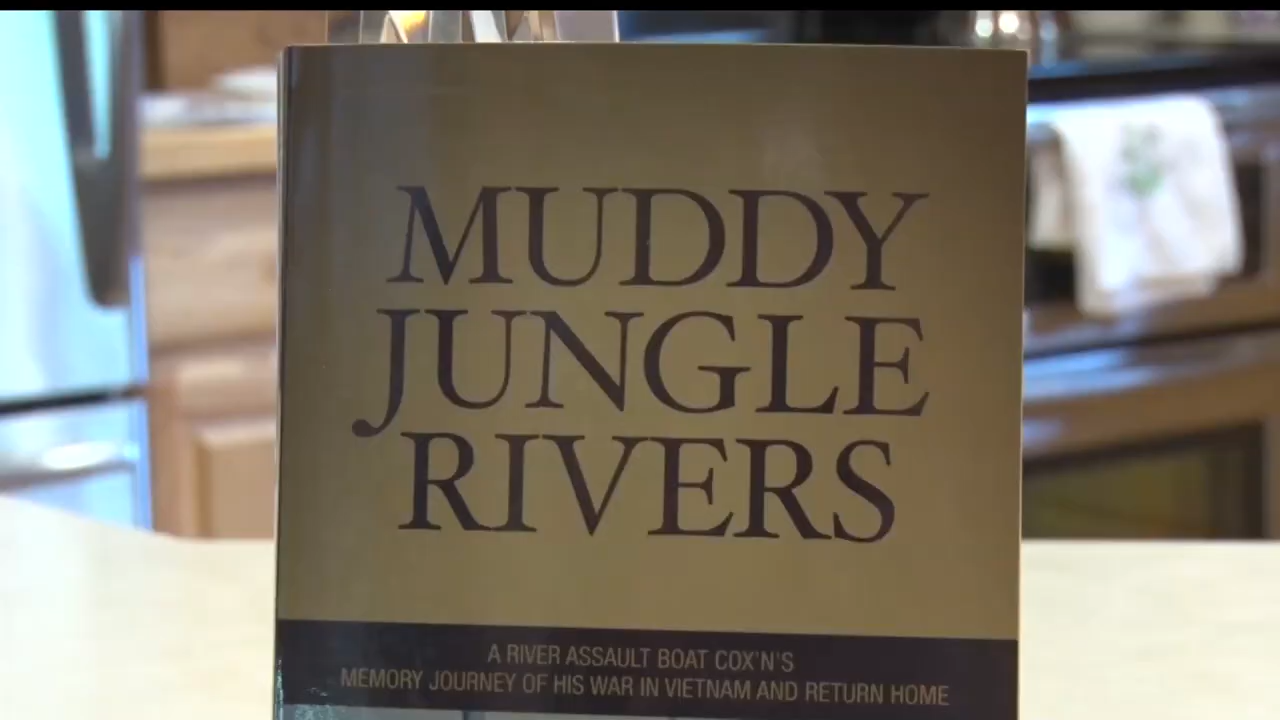 MUDDY
JUNGLE
RIVERS
A RIVER ASSAULT BOAT COX'N'S
MEMORY JOURNEY OF HIS WAR IN VIETNAM AND RETURN HOME